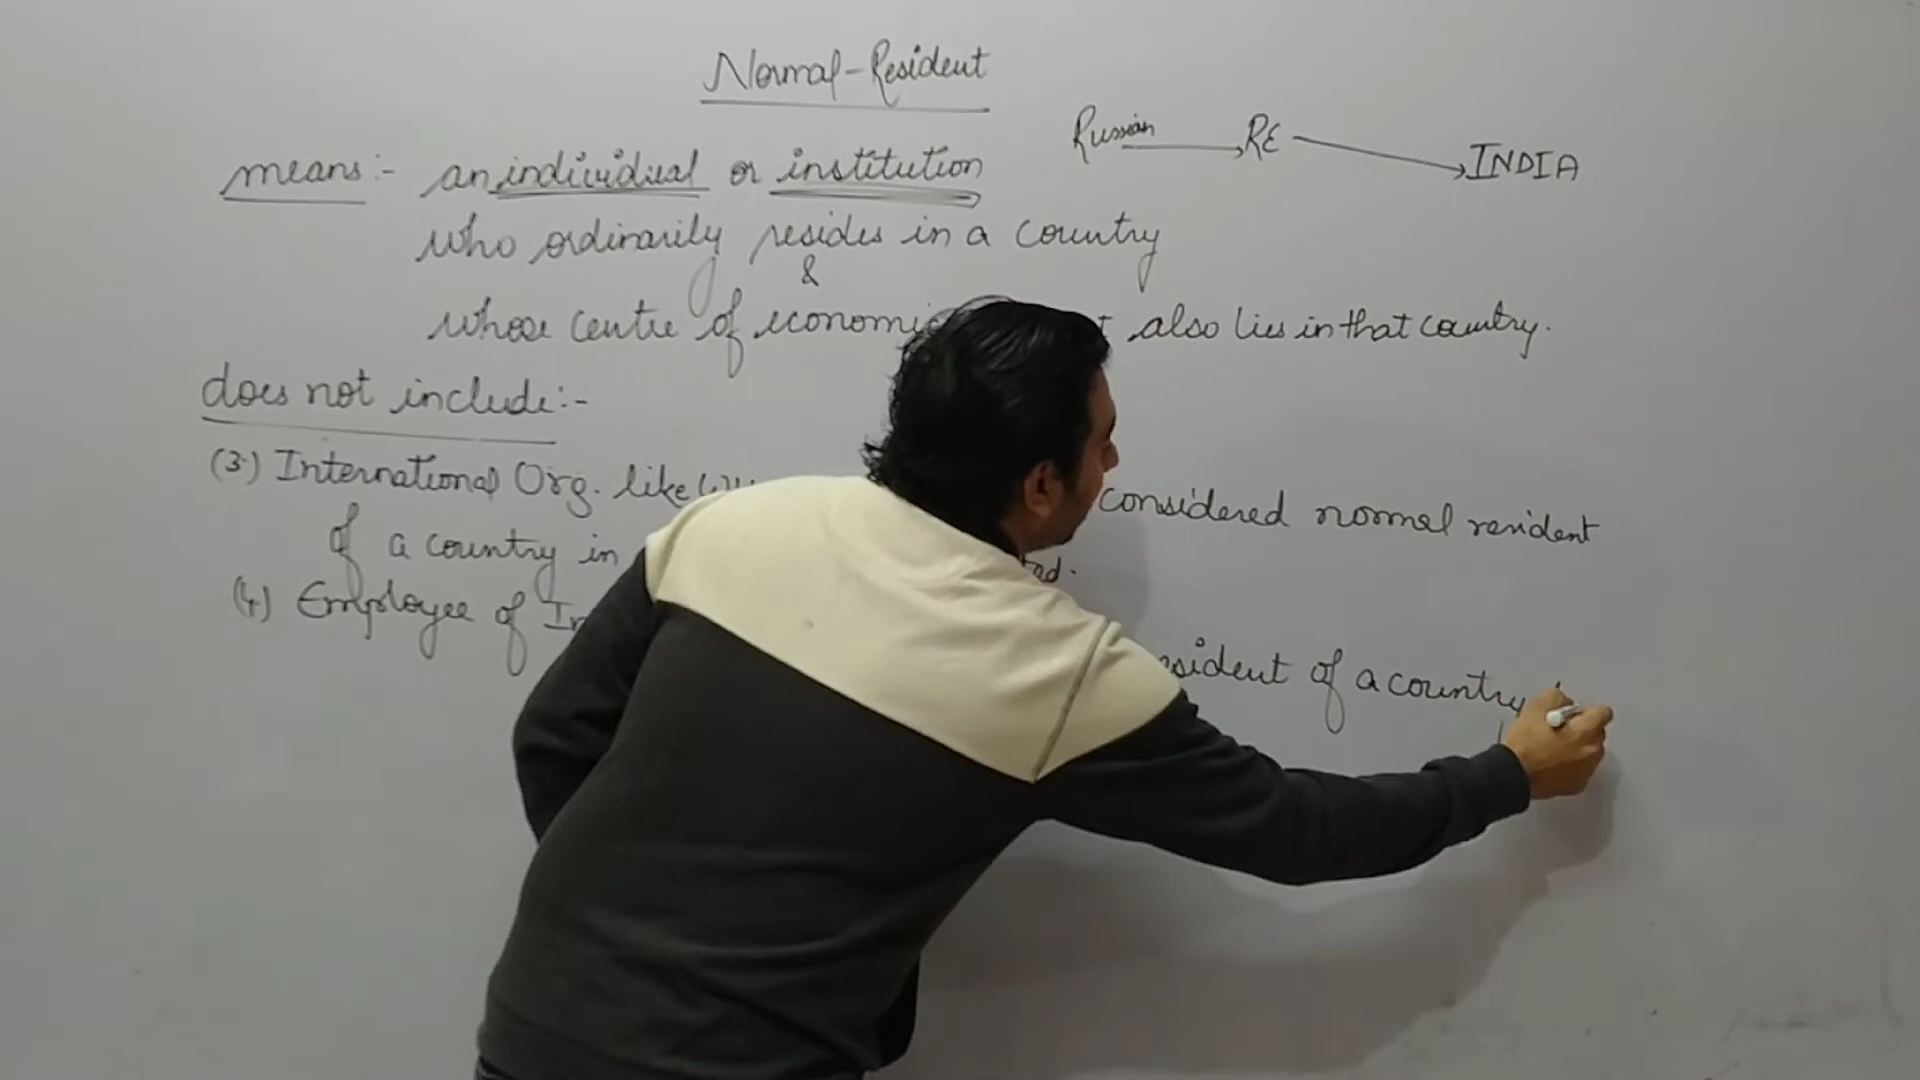 Normal-Resident
Russian → RE → INDIA
means:- an individual or institution
who ordinarily resides in a country
&
whose centre of economic also lies in that country.
does not include:-
(3) International Org. like considered normal resident
of a country in
(4) Employee of
resident of a country